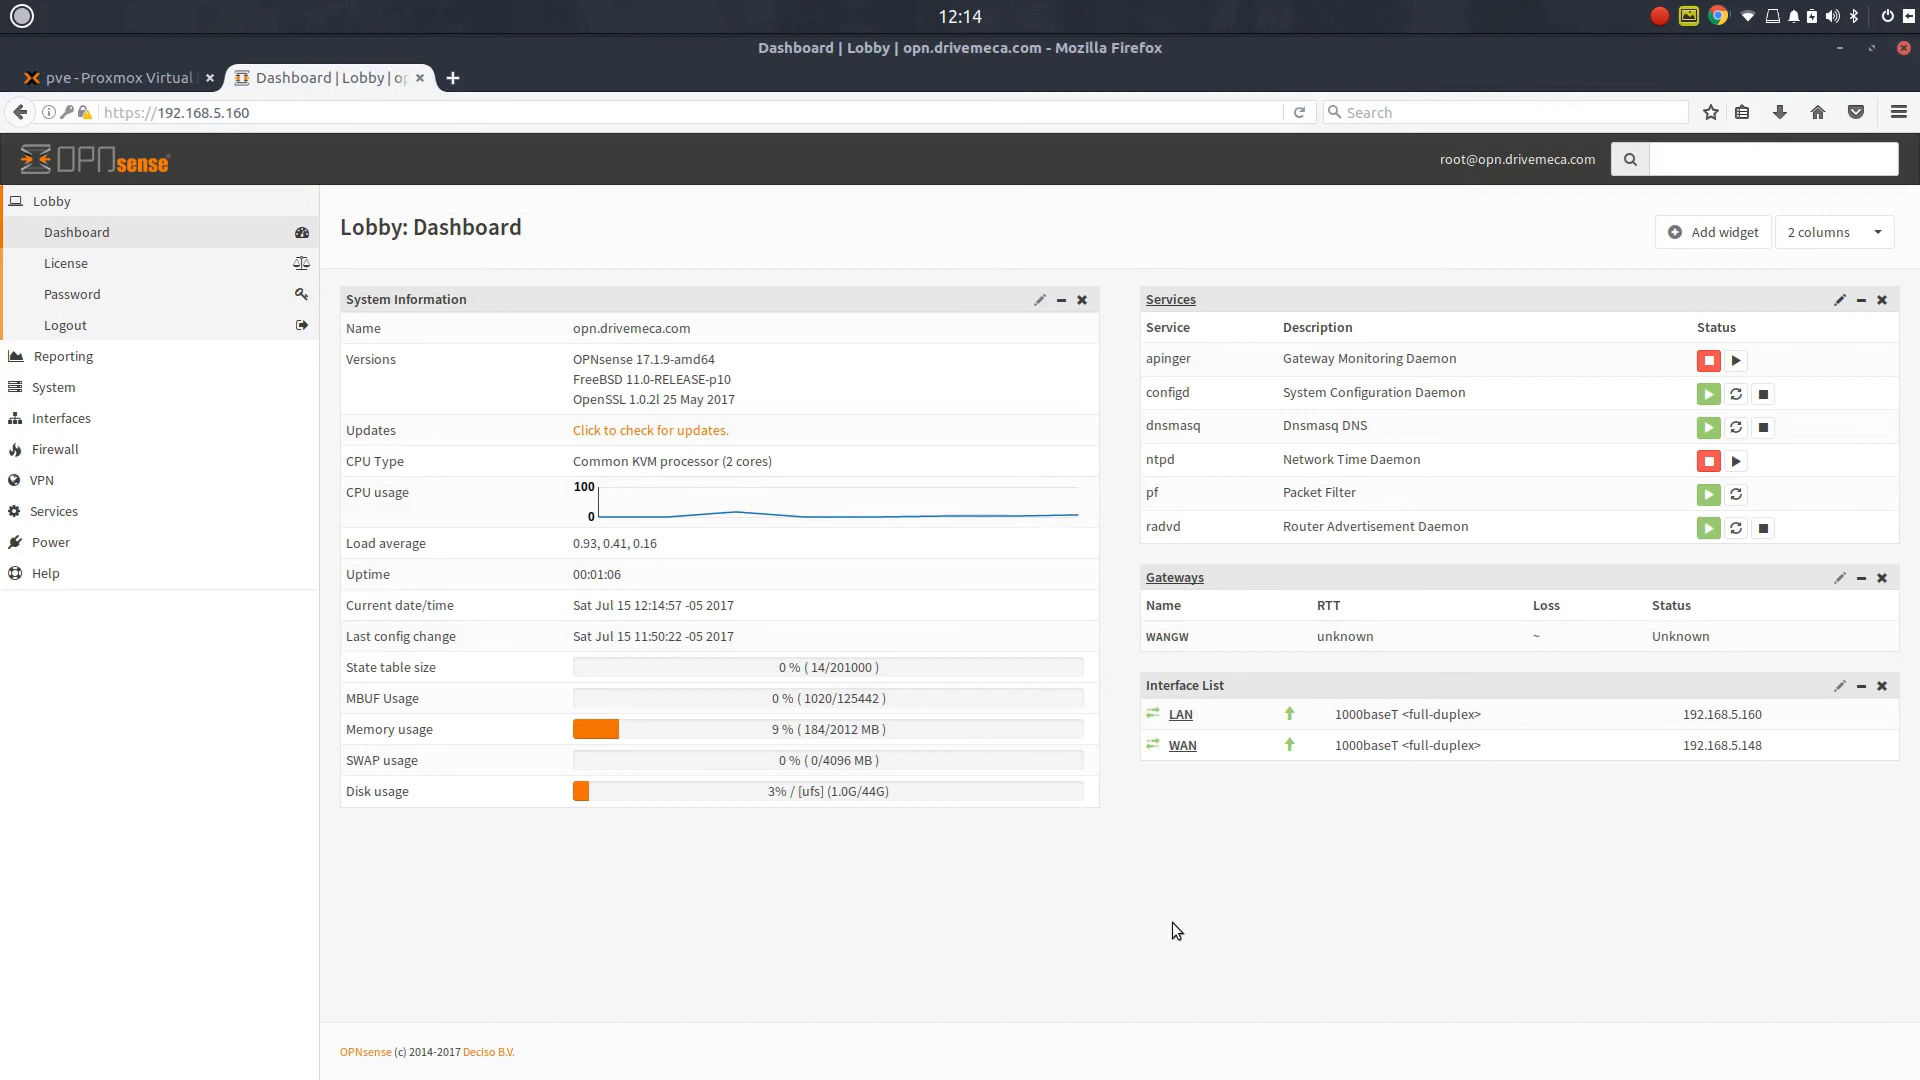 12:14
Dashboard | Lobby | opn.drivemeca.com - Mozilla Firefox
pve - Proxmox Virtual
Dashboard | Lobby | op
https://192.168.5.160
Search
OPNsense
root@opn.drivemeca.com
Lobby
Dashboard
License
Password
Logout
Reporting
System
Interfaces
Firewall
VPN
Services
Power
Help
Lobby: Dashboard
Add widget
2 columns
System Information
Name opn.drivemeca.com
Versions OPNsense 17.1.9-amd64
FreeBSD 11.0-RELEASE-p10
OpenSSL 1.0.2l 25 May 2017
Updates Click to check for updates.
CPU Type Common KVM processor (2 cores)
CPU usage 100
0
Load average 0.93, 0.41, 0.16
Uptime 00:01:06
Current date/time Sat Jul 15 12:14:57 -05 2017
Last config change Sat Jul 15 11:50:22 -05 2017
State table size 0 % ( 14/201000 )
MBUF Usage 0 % ( 1020/125442 )
Memory usage 9 % ( 184/2012 MB )
SWAP usage 0 % ( 0/4096 MB )
Disk usage 3% / [ufs] (1.0G/44G)
Services
Service Description Status
apinger Gateway Monitoring Daemon
configd System Configuration Daemon
dnsmasq Dnsmasq DNS
ntpd Network Time Daemon
pf Packet Filter
radvd Router Advertisement Daemon
Gateways
Name RTT Loss Status
WANGW unknown ~ Unknown
Interface List
LAN 1000baseT <full-duplex> 192.168.5.160
WAN 1000baseT <full-duplex> 192.168.5.148
OPNsense (c) 2014-2017 Deciso B.V.